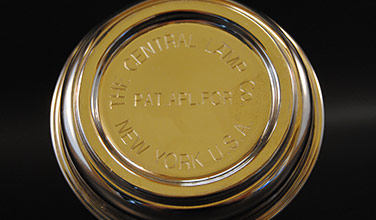 THE CENTRAL LAMP CO.
PAT. APL. FOR
NEW YORK U.S.A.